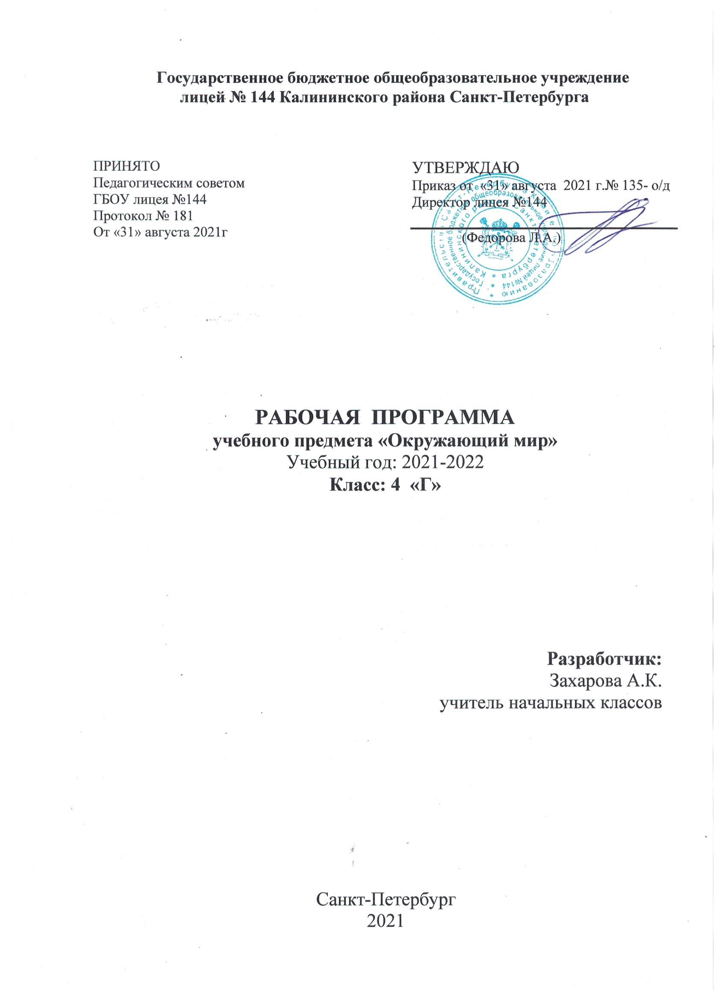 Государственное бюджетное общеобразовательное учреждение
лицей № 144 Калининского района Санкт-Петербурга
ПРИНЯТО
Педагогическим советом
ГБОУ лицея №144
Протокол № 181
От «31» августа 2021г
УТВЕРЖДАЮ
Приказ от «31» августа 2021 г.№ 135- о/д
Директор лицея №144
(Федорова Л.А.)
Правительство Санкт-Петербурга Комитет по образованию *
Государственное бюджетное общеобразовательное учреждение лицей №144 *
Калининского района Санкт-Петербурга *
РАБОЧАЯ ПРОГРАММА
учебного предмета «Окружающий мир»
Учебный год: 2021-2022
Класс: 4 «Г»
Разработчик:
Захарова А.К.
учитель начальных классов
Санкт-Петербург
2021